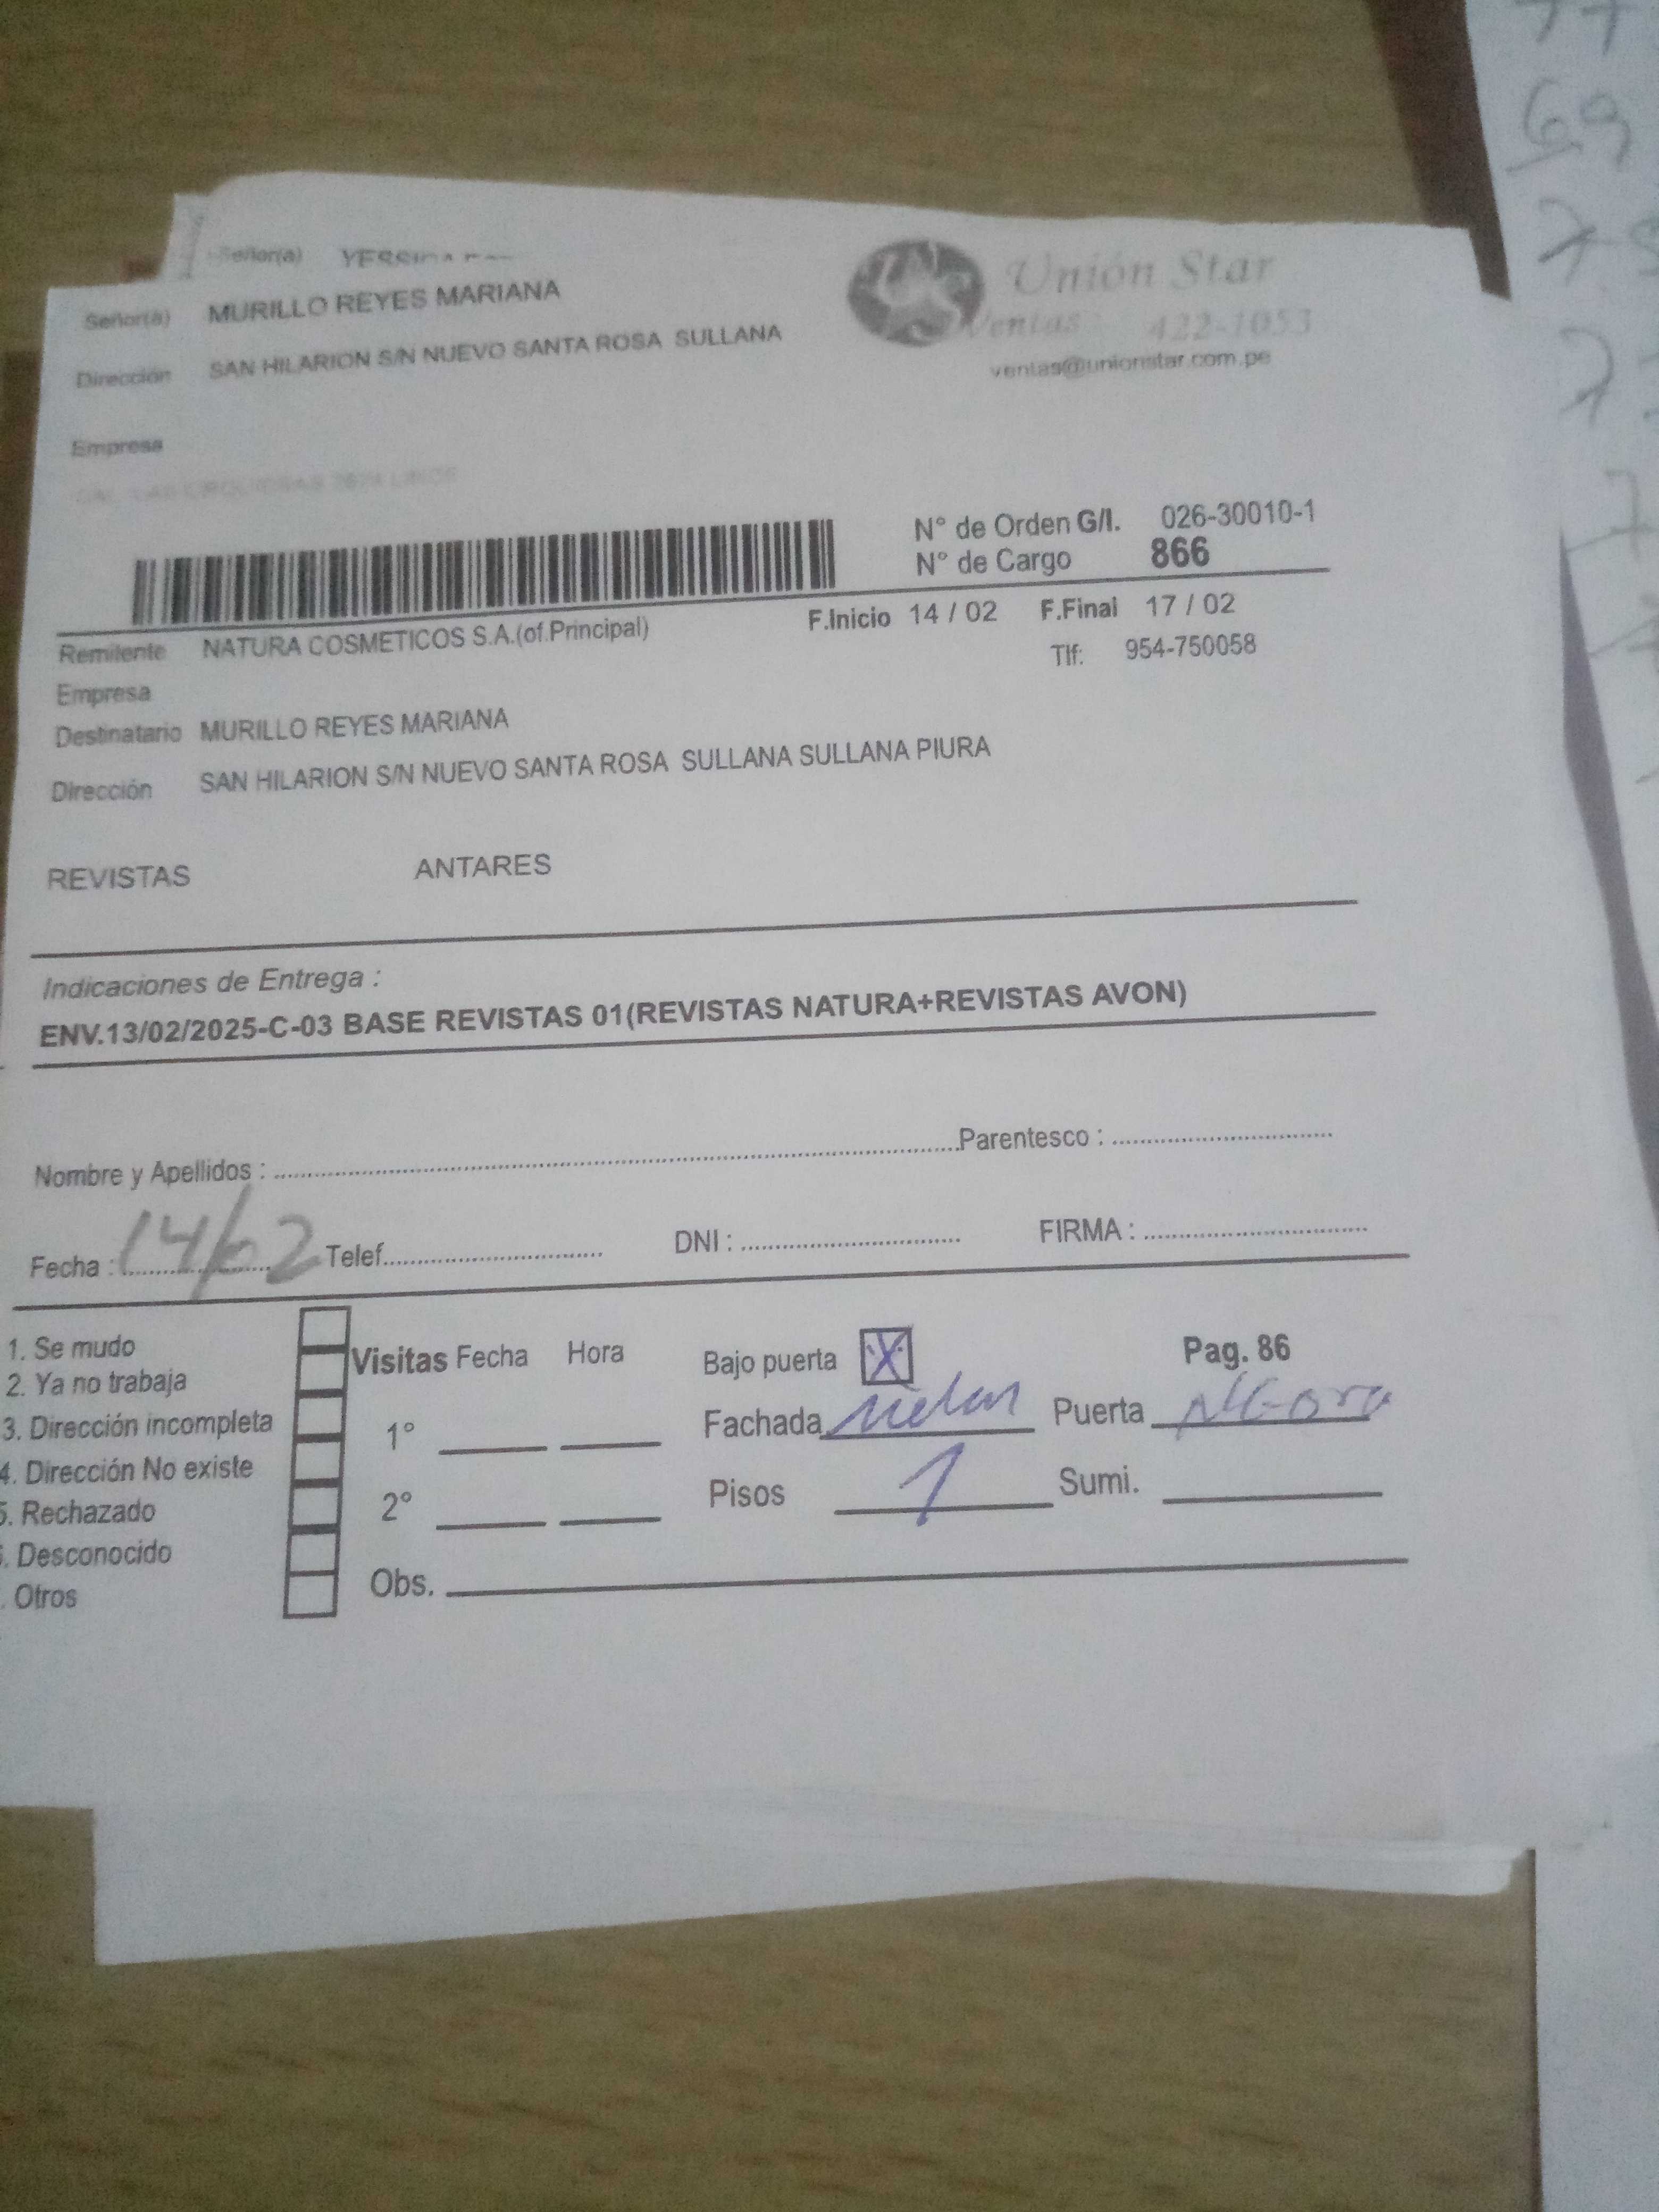 Señor(a)
Señor(a) MURILLO REYES MARIANA
Dirección SAN HILARION S/N NUEVO SANTA ROSA SULLANA
Unión Star
Ventas 422-1053
ventas@unionstar.com.pe
Empresa
N° de Orden G/I. 026-30010-1
N° de Cargo 866
F.Inicio 14 / 02 F.Final 17 / 02
Remitente NATURA COSMETICOS S.A.(of.Principal) Tlf: 954-750058
Empresa
Destinatario MURILLO REYES MARIANA
Dirección SAN HILARION S/N NUEVO SANTA ROSA SULLANA SULLANA PIURA
REVISTAS ANTARES
Indicaciones de Entrega :
ENV.13/02/2025-C-03 BASE REVISTAS 01(REVISTAS NATURA+REVISTAS AVON)
Nombre y Apellidos : Parentesco :
Fecha : 14/02 Telef. DNI : FIRMA :
1. Se mudo
2. Ya no trabaja
3. Dirección incompleta
4. Dirección No existe
5. Rechazado
. Desconocido
. Otros
Visitas Fecha Hora
1°
2°
Obs.
Bajo puerta X Pag. 86
Fachada Puerta
Pisos 1 Sumi.
69